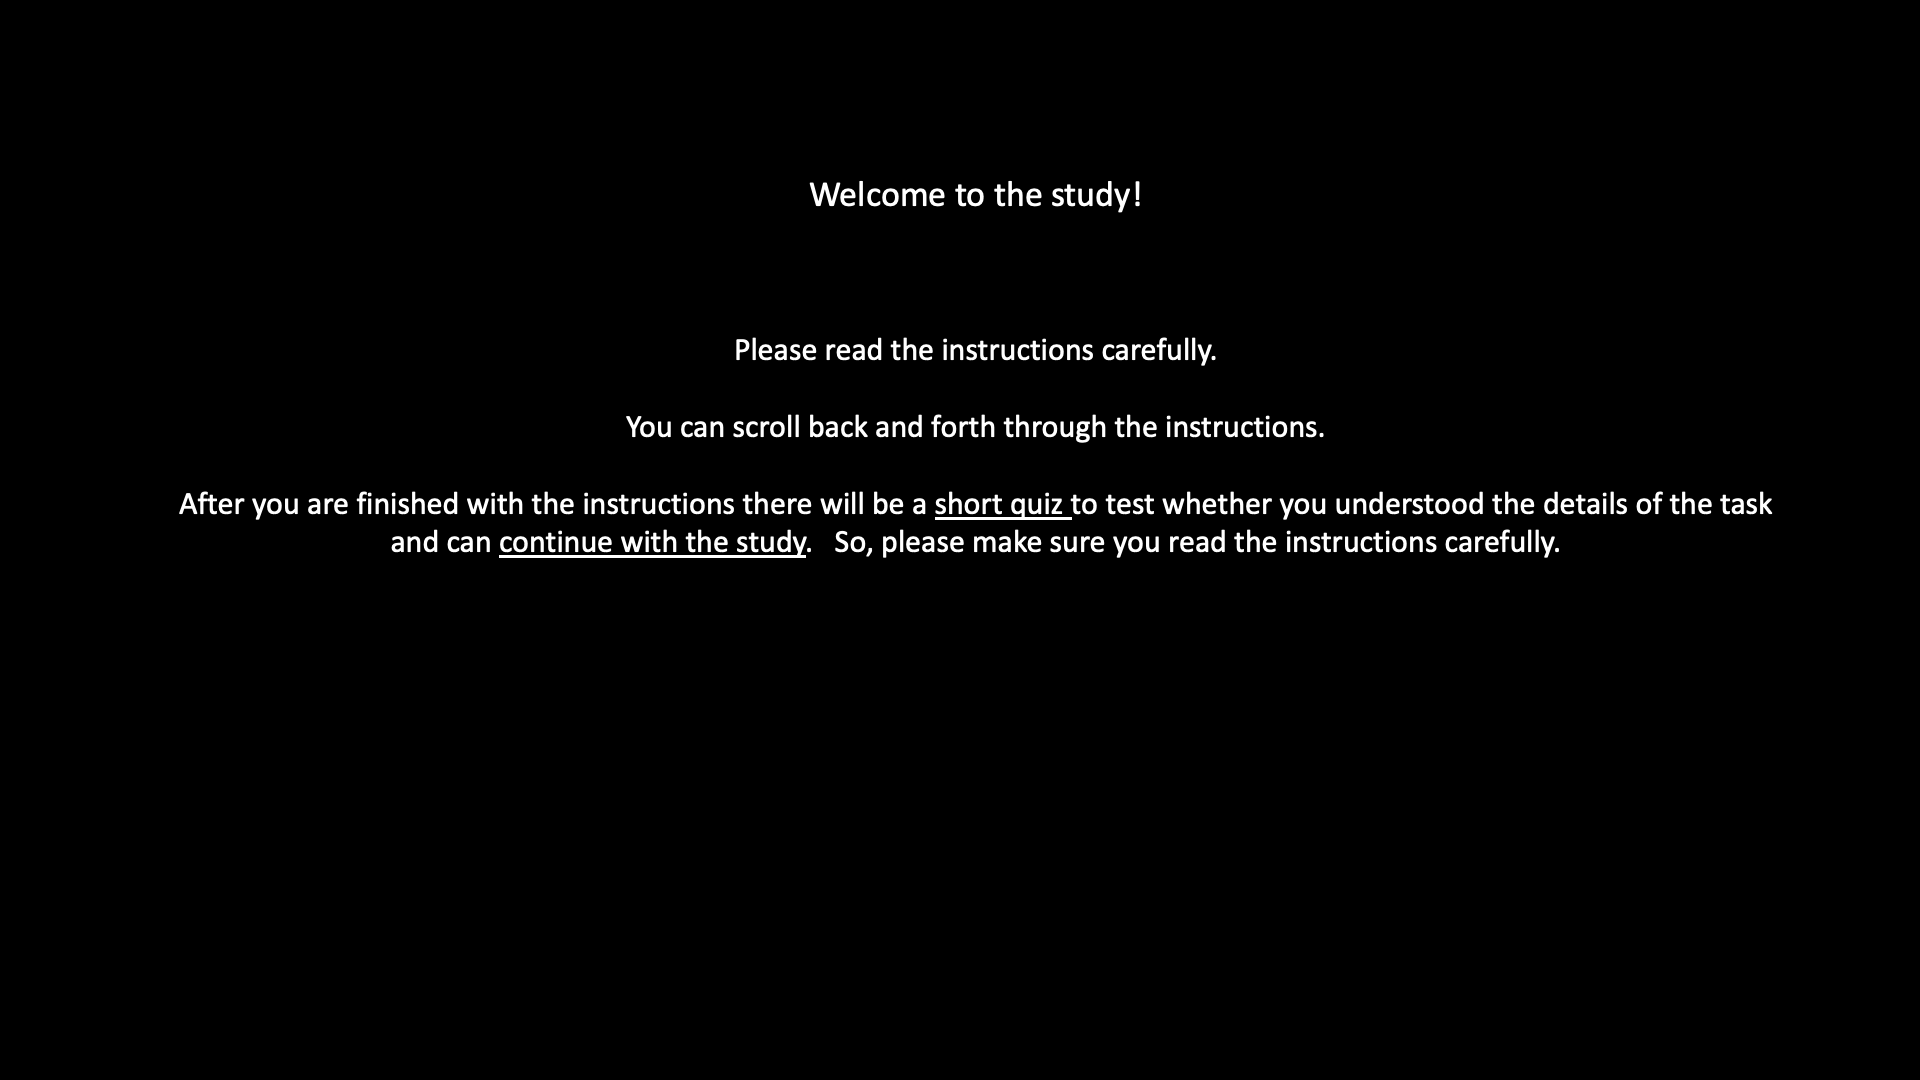 Welcome to the study!
Please read the instructions carefully.
You can scroll back and forth through the instructions.
After you are finished with the instructions there will be a short quiz to test whether you understood the details of the task
and can continue with the study.   So, please make sure you read the instructions carefully.